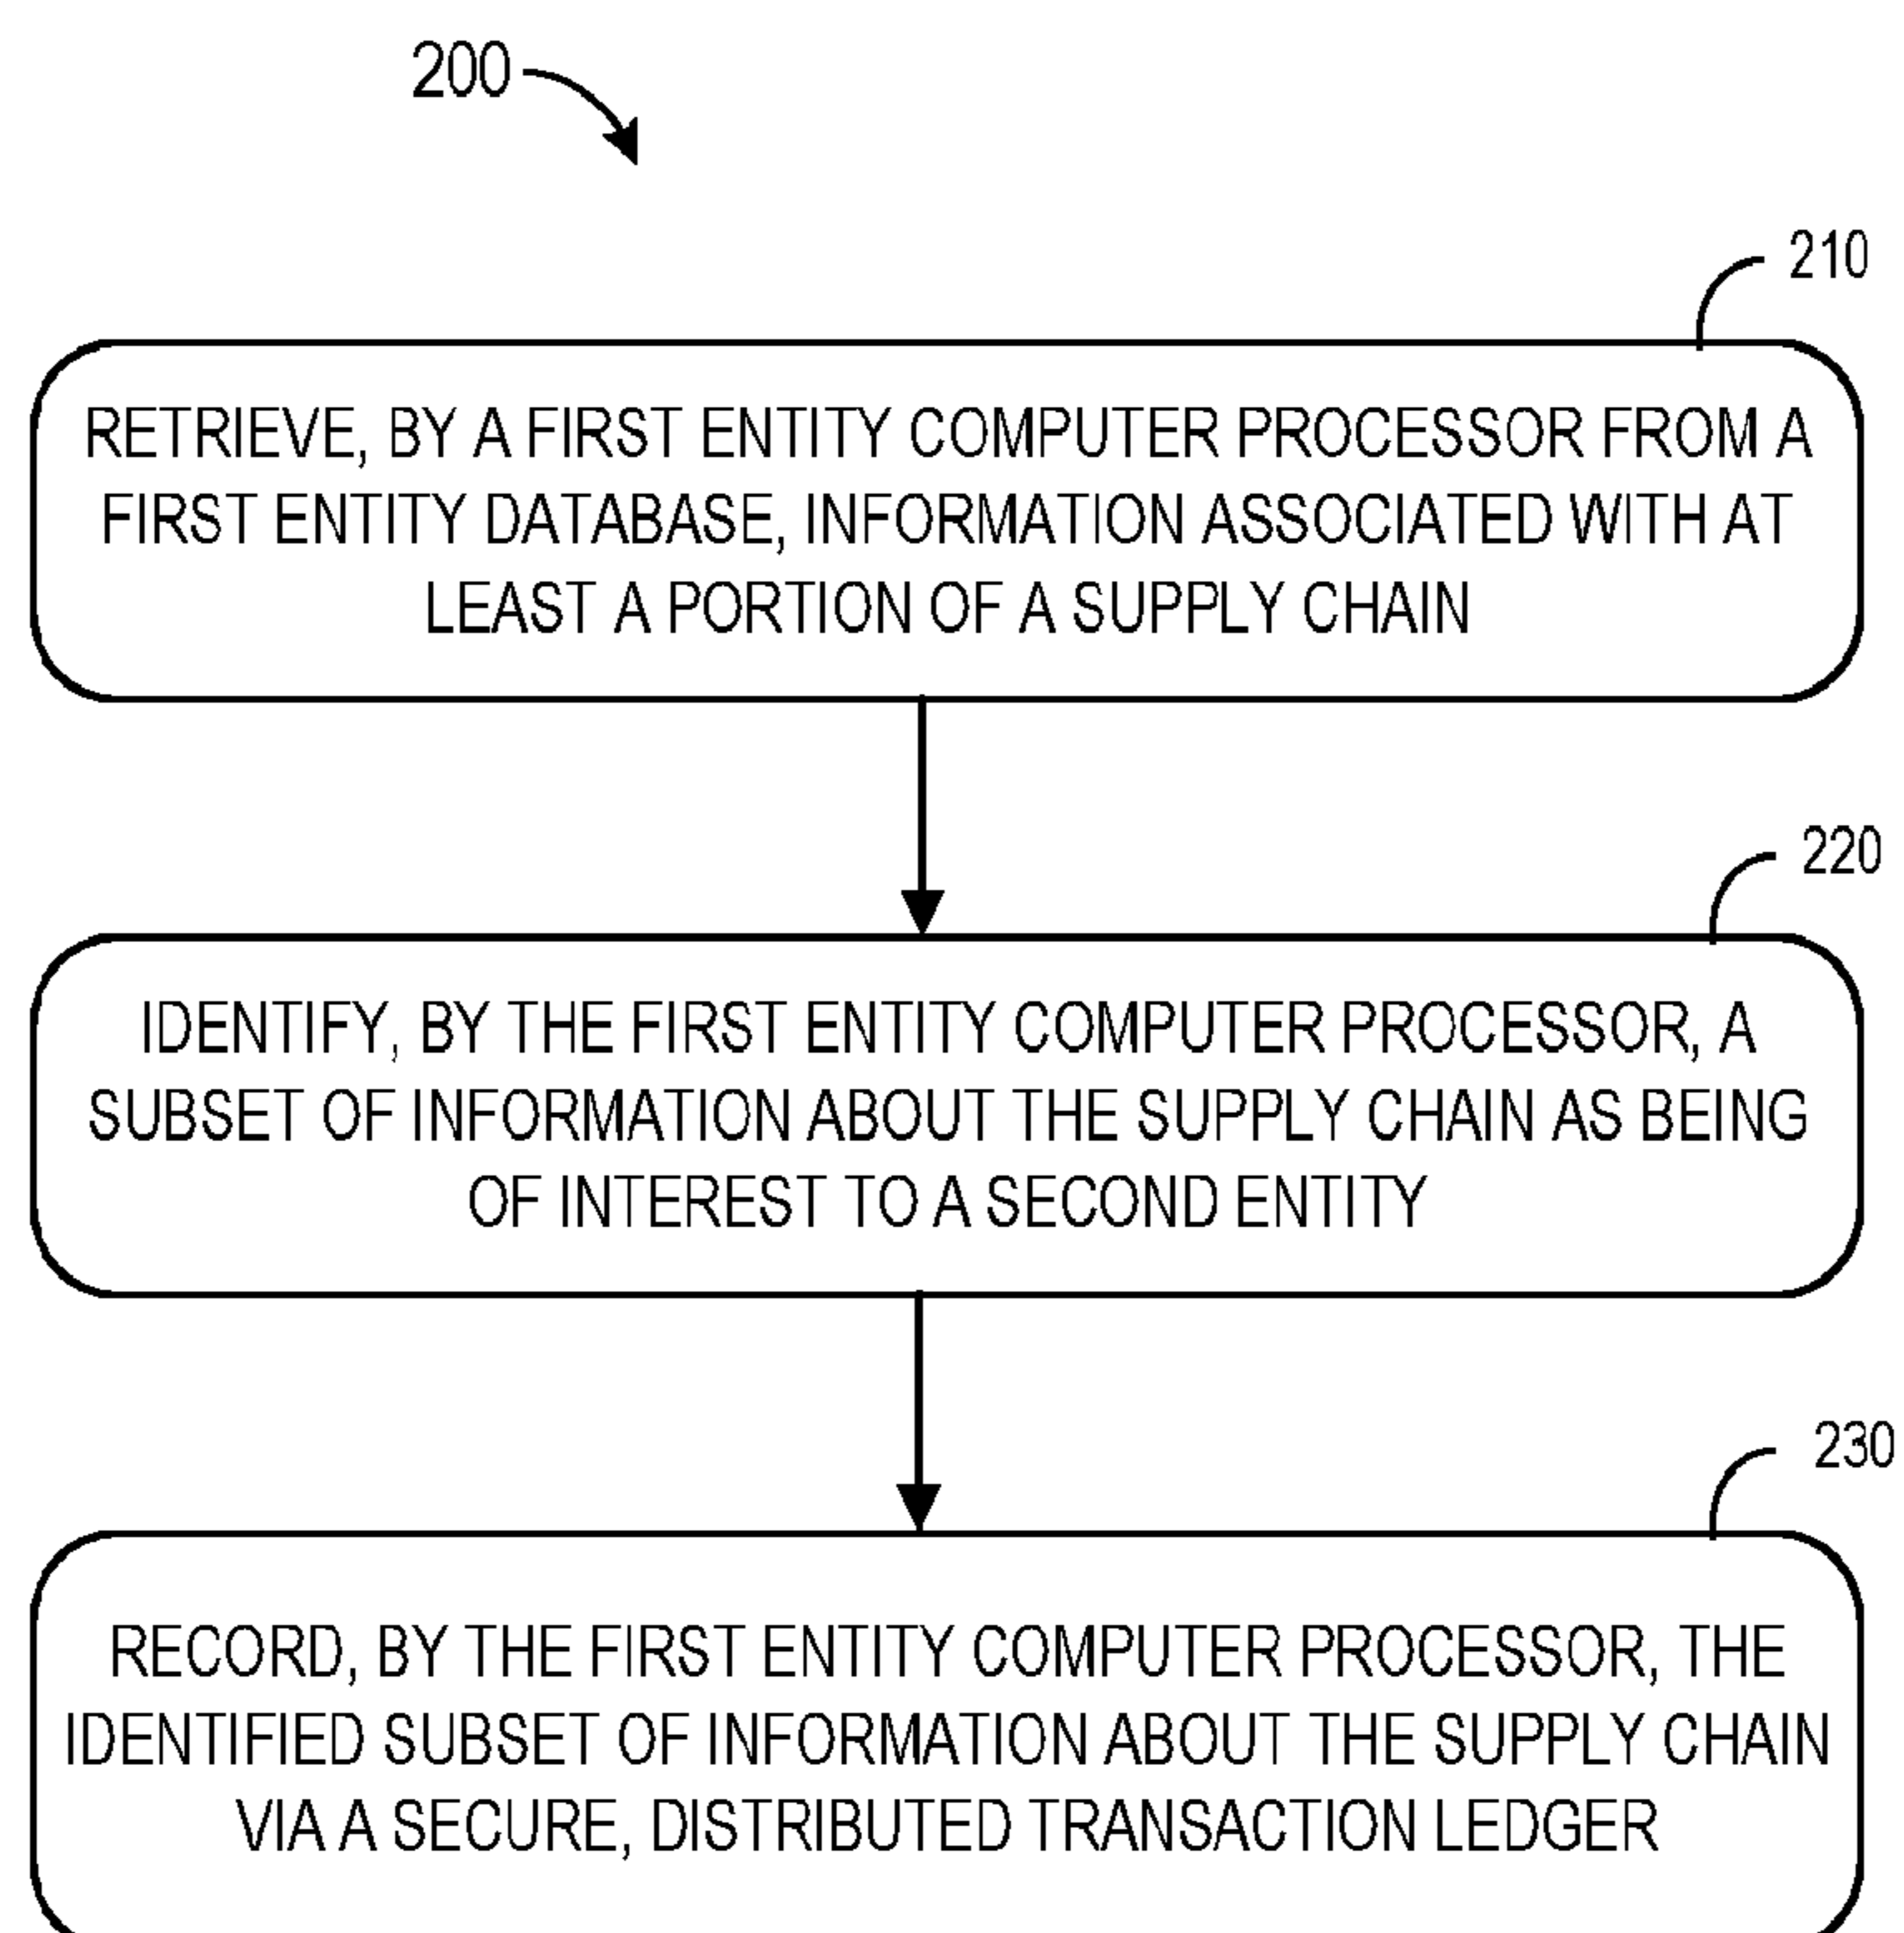 200
210
RETRIEVE, BY A FIRST ENTITY COMPUTER PROCESSOR FROM A
FIRST ENTITY DATABASE, INFORMATION ASSOCIATED WITH AT
LEAST A PORTION OF A SUPPLY CHAIN
220
IDENTIFY, BY THE FIRST ENTITY COMPUTER PROCESSOR, A
SUBSET OF INFORMATION ABOUT THE SUPPLY CHAIN AS BEING
OF INTEREST TO A SECOND ENTITY
230
RECORD, BY THE FIRST ENTITY COMPUTER PROCESSOR, THE
IDENTIFIED SUBSET OF INFORMATION ABOUT THE SUPPLY CHAIN
VIA A SECURE, DISTRIBUTED TRANSACTION LEDGER